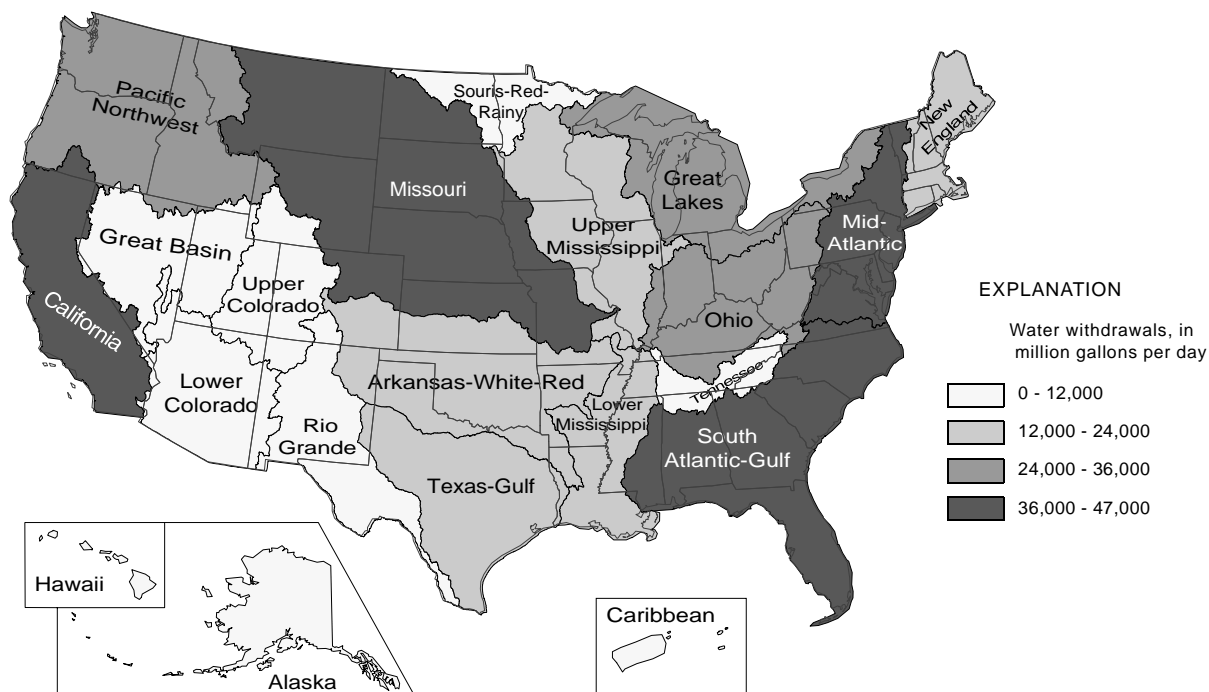 Pacific
Northwest
Souris-Red-
Rainy
New
England
Missouri
Great
Lakes
Upper
Mississippi
Mid-
Atlantic
Great Basin
Upper
Colorado
California
Ohio
Lower
Colorado
Arkansas-White-Red
Tennessee
Lower
Mississippi
Rio
Grande
South
Atlantic-Gulf
Texas-Gulf
Hawaii
Alaska
Caribbean
EXPLANATION
Water withdrawals, in
million gallons per day
0 - 12,000
12,000 - 24,000
24,000 - 36,000
36,000 - 47,000